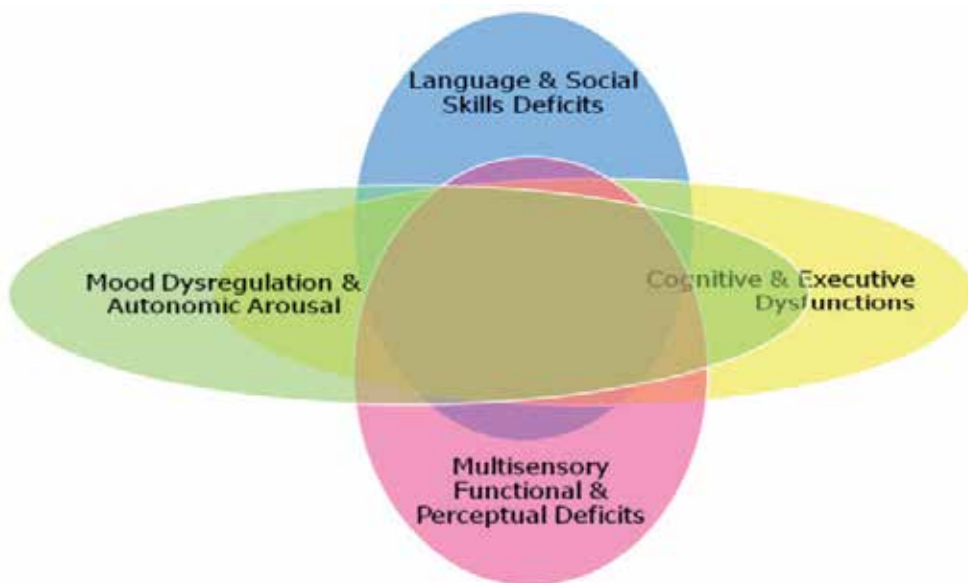 Language & Social
Skills Deficits
Mood Dysregulation &
Autonomic Arousal
Cognitive & Executive
Dysfunctions
Multisensory
Functional &
Perceptual Deficits